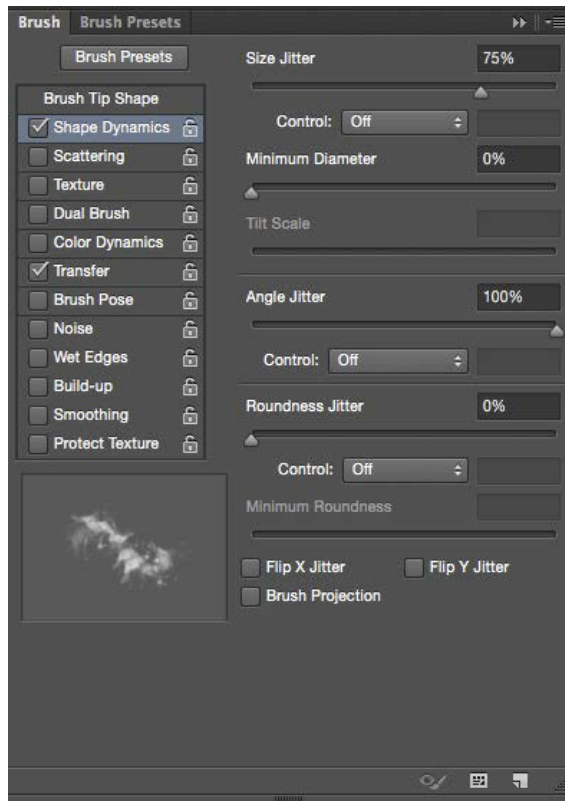 Brush Brush Presets
Brush Presets
Brush Tip Shape
Shape Dynamics
Scattering
Texture
Dual Brush
Color Dynamics
Transfer
Brush Pose
Noise
Wet Edges
Build-up
Smoothing
Protect Texture
Size Jitter 75%
Control: Off
Minimum Diameter 0%
Tilt Scale
Angle Jitter 100%
Control: Off
Roundness Jitter 0%
Control: Off
Minimum Roundness
Flip X Jitter Flip Y Jitter
Brush Projection